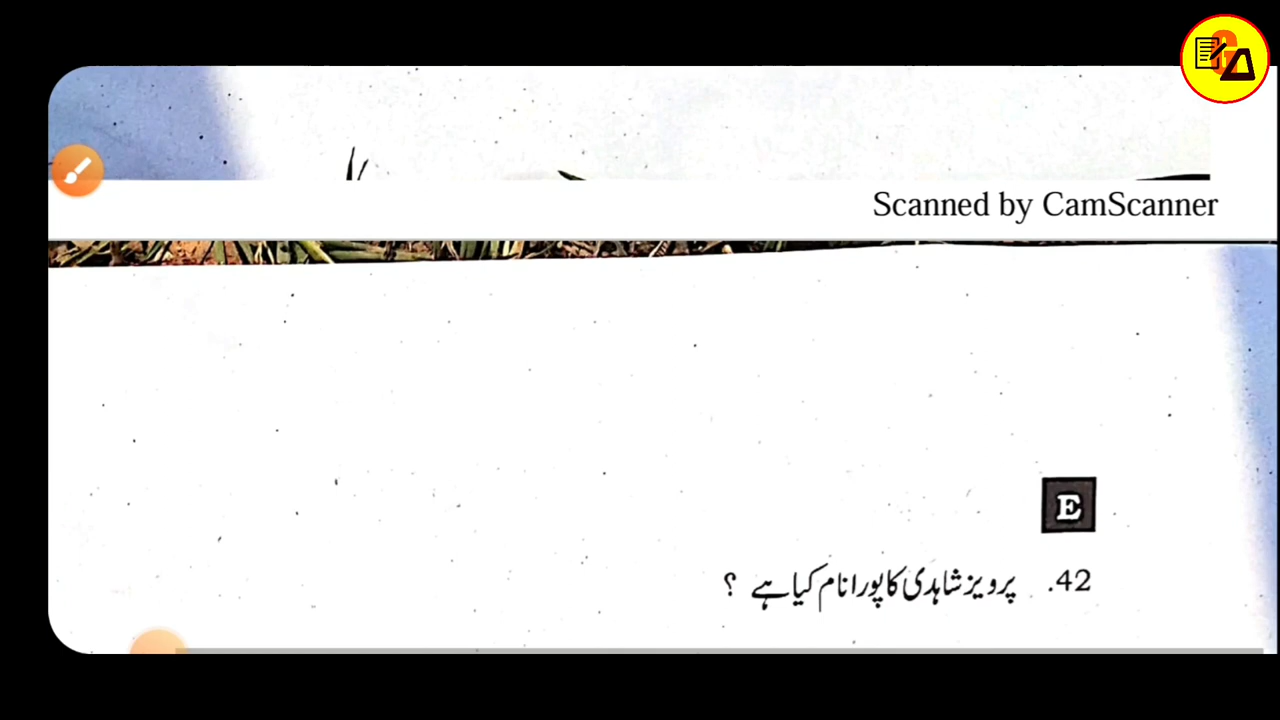 Scanned by CamScanner
E
42. پرویز شاہدی کا پورا نام کیا ہے ؟